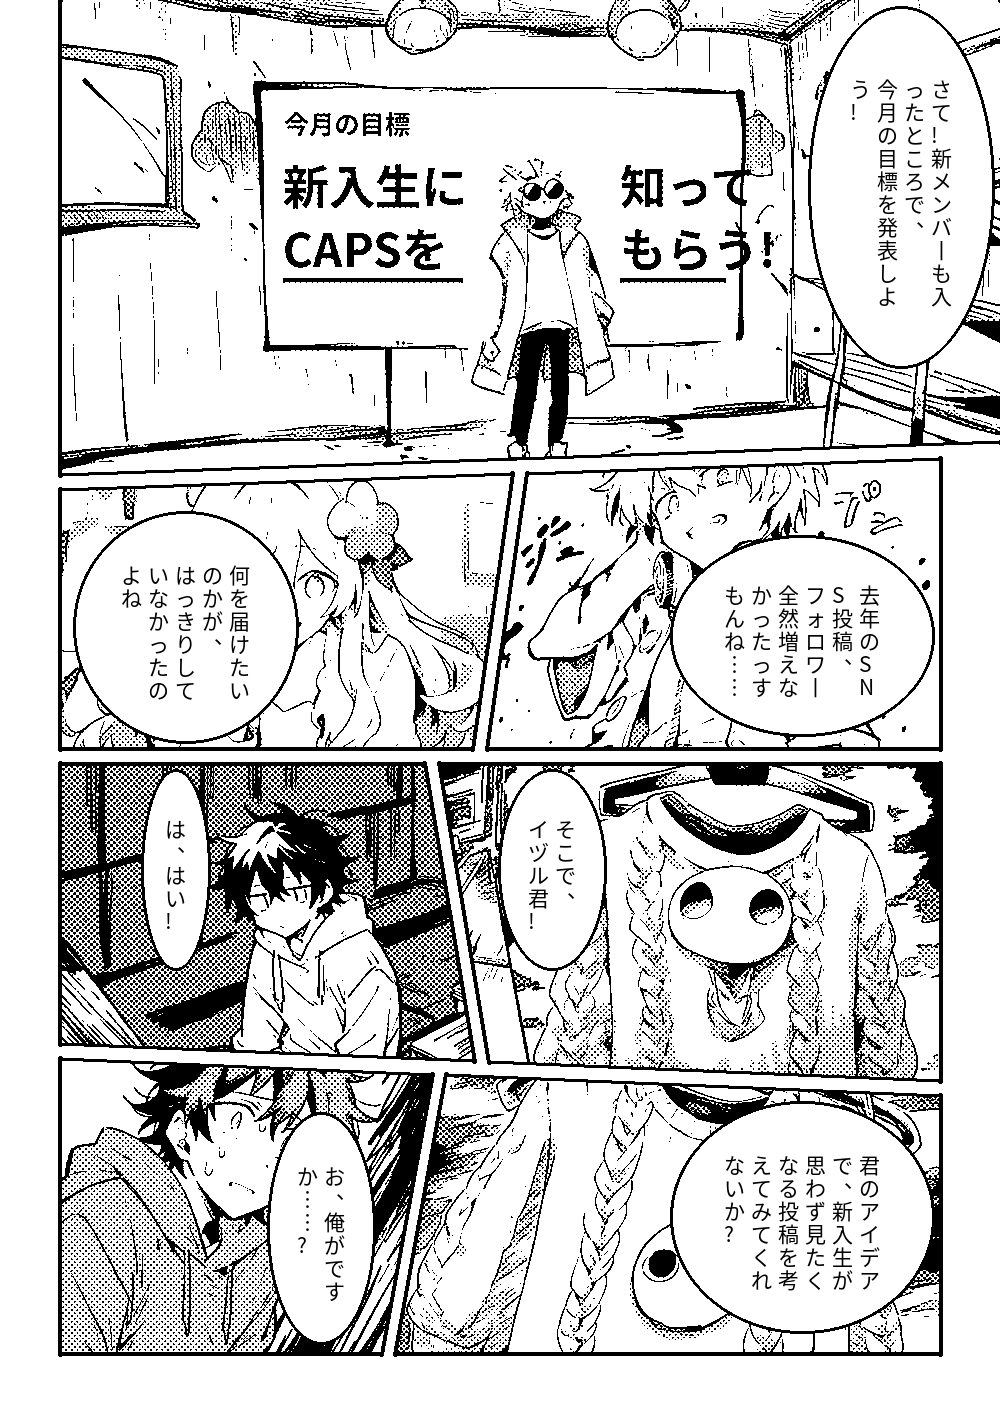 さて!新メンバーも入
ったところで、
今月の目標を発表しよ
う!
今月の目標
新入生に 知って
CAPSを もらう!
去年のSN
S投稿、
フォロワー
全然増えな
かったっす
もんね……
何を届けたい
のかが、
はっきりして
いなかったの
よね
そこで、
イヅル君!
は、はい!
君のアイデア
で、新入生が
思わず見たく
なる投稿を考
えてみてくれ
ないか?
お、俺がです
か……?